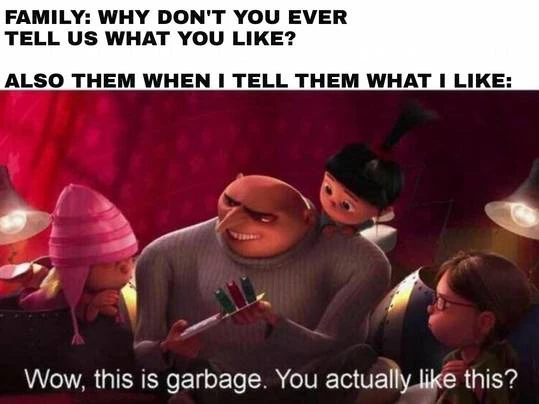 FAMILY: WHY DON'T YOU EVER
TELL US WHAT YOU LIKE?
ALSO THEM WHEN I TELL THEM WHAT I LIKE:
Wow, this is garbage. You actually like this?